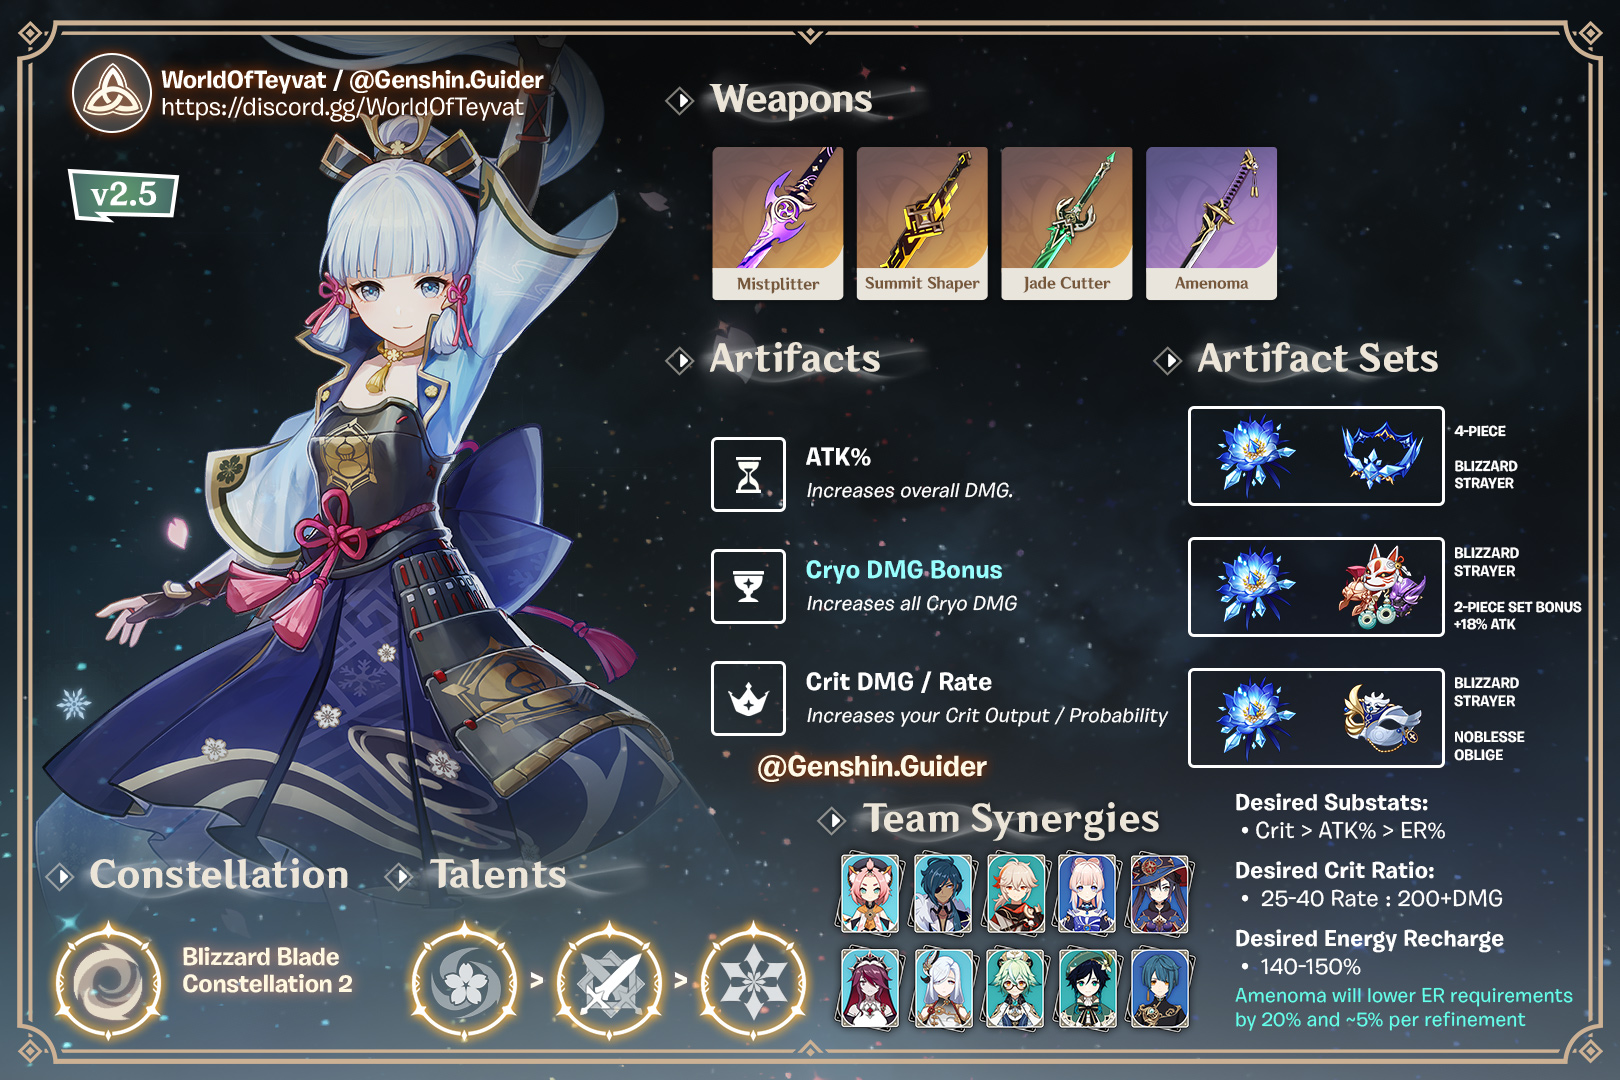 WorldOfTeyvat / @Genshin.Guider
https://discord.gg/WorldOfTeyvat
v2.5
Weapons
Mistplitter
Summit Shaper
Jade Cutter
Amenoma
Artifacts
ATK%
Increases overall DMG.
Cryo DMG Bonus
Increases all Cryo DMG
Crit DMG / Rate
Increases your Crit Output / Probability
@Genshin.Guider
Artifact Sets
4-PIECE
BLIZZARD
STRAYER
BLIZZARD
STRAYER
2-PIECE SET BONUS
+18% ATK
BLIZZARD
STRAYER
NOBLESSE
OBLIGE
Constellation
Blizzard Blade
Constellation 2
Talents
>
>
Team Synergies
Desired Substats:
• Crit > ATK% > ER%
Desired Crit Ratio:
• 25-40 Rate : 200+DMG
Desired Energy Recharge
• 140-150%
Amenoma will lower ER requirements
by 20% and ~5% per refinement